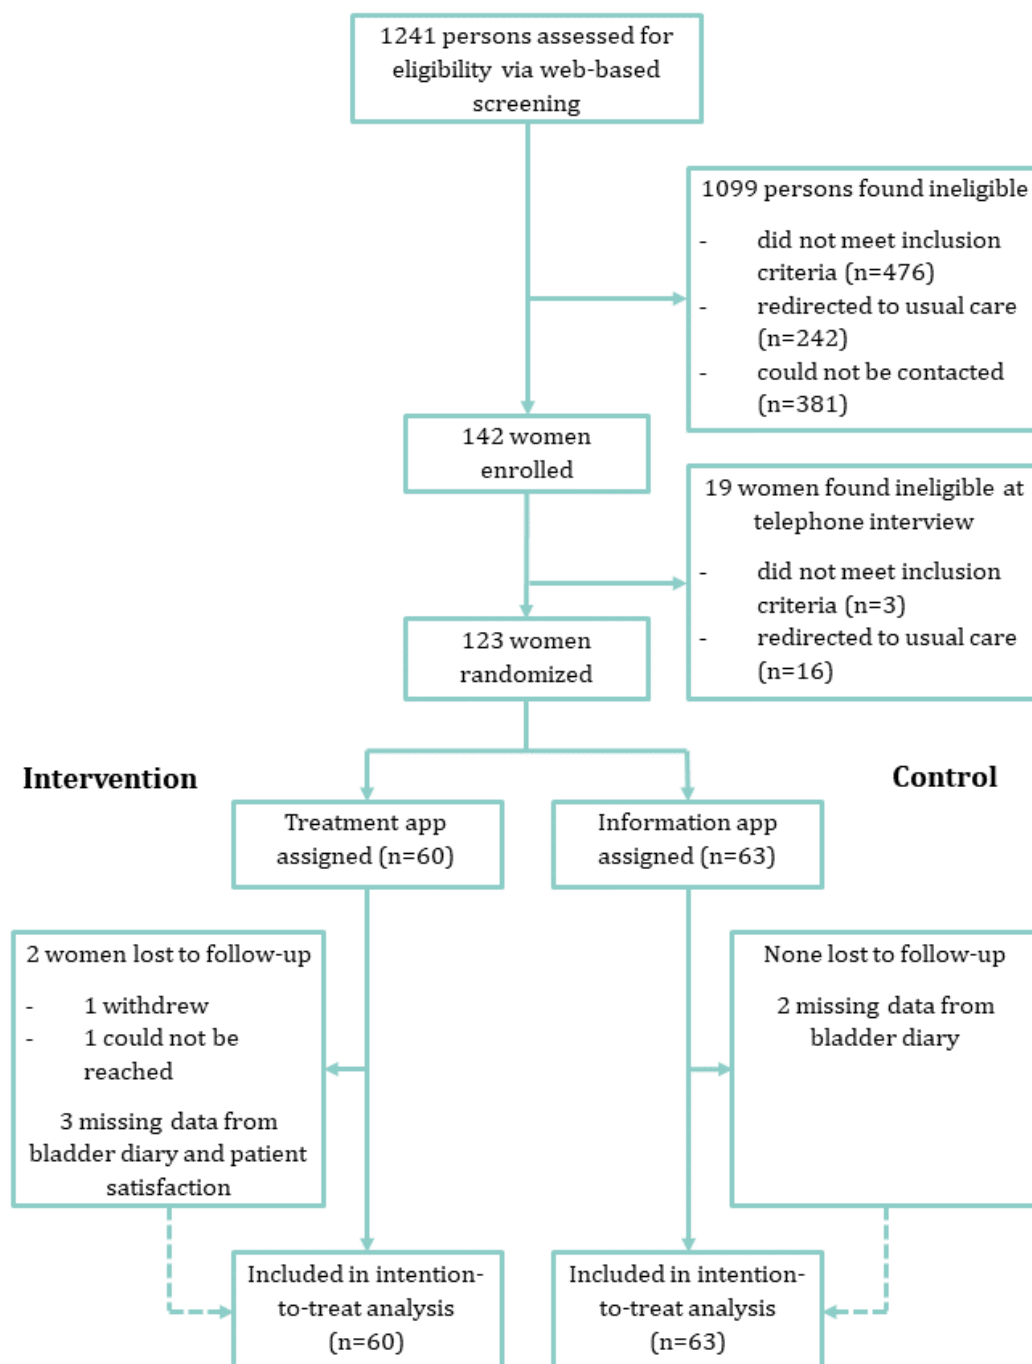 1241 persons assessed for
eligibility via web-based
screening
1099 persons found ineligible
- did not meet inclusion
criteria (n=476)
- redirected to usual care
(n=242)
- could not be contacted
(n=381)
142 women
enrolled
19 women found ineligible at
telephone interview
- did not meet inclusion
criteria (n=3)
- redirected to usual care
(n=16)
123 women
randomized
Intervention
Control
Treatment app
assigned (n=60)
Information app
assigned (n=63)
2 women lost to follow-up
- 1 withdrew
- 1 could not be
reached
3 missing data from
bladder diary and patient
satisfaction
None lost to follow-up
2 missing data from
bladder diary
Included in intention-
to-treat analysis
(n=60)
Included in intention-
to-treat analysis
(n=63)